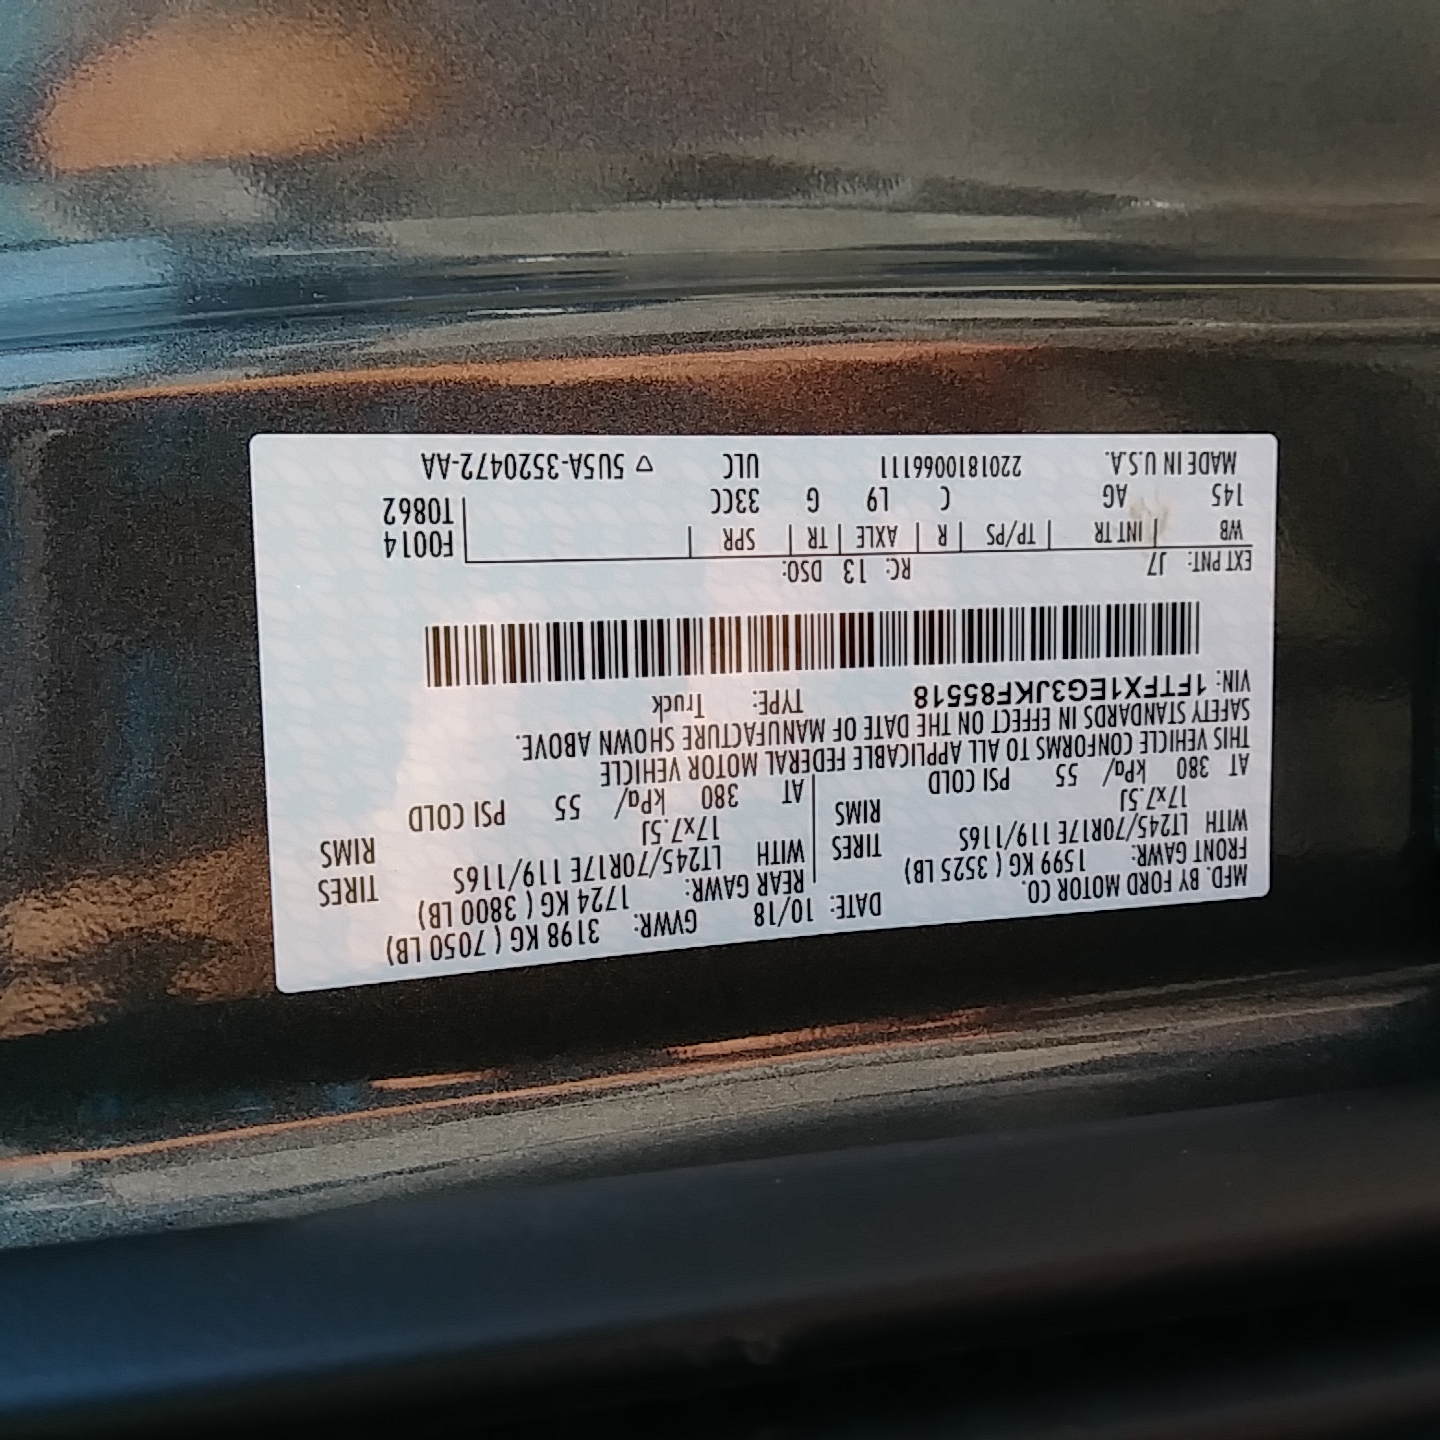 MFD. BY FORD MOTOR CO. DATE: 10/18 GVWR: 3198 KG ( 7050 LB)
FRONT GAWR: 1599 KG ( 3525 LB) REAR GAWR: 1724 KG ( 3800 LB)
WITH LT245/70R17E 119/116S TIRES WITH LT245/70R17E 119/116S TIRES
17x7.5J RIMS 17x7.5J RIMS
AT 380 kPa/ 55 PSI COLD AT 380 kPa/ 55 PSI COLD
THIS VEHICLE CONFORMS TO ALL APPLICABLE FEDERAL MOTOR VEHICLE
SAFETY STANDARDS IN EFFECT ON THE DATE OF MANUFACTURE SHOWN ABOVE.
VIN: 1FTFX1EG3JKF85518 TYPE: Truck
EXT PNT: J7 RC: 13 DSO:
WB | INT TR | TP/PS | R | AXLE | TR | SPR | F0014
145 AG C L9 G 33CC T0862
MADE IN U.S.A. 220181006611​1 ULC ▽ 5U5A-3520472-AA